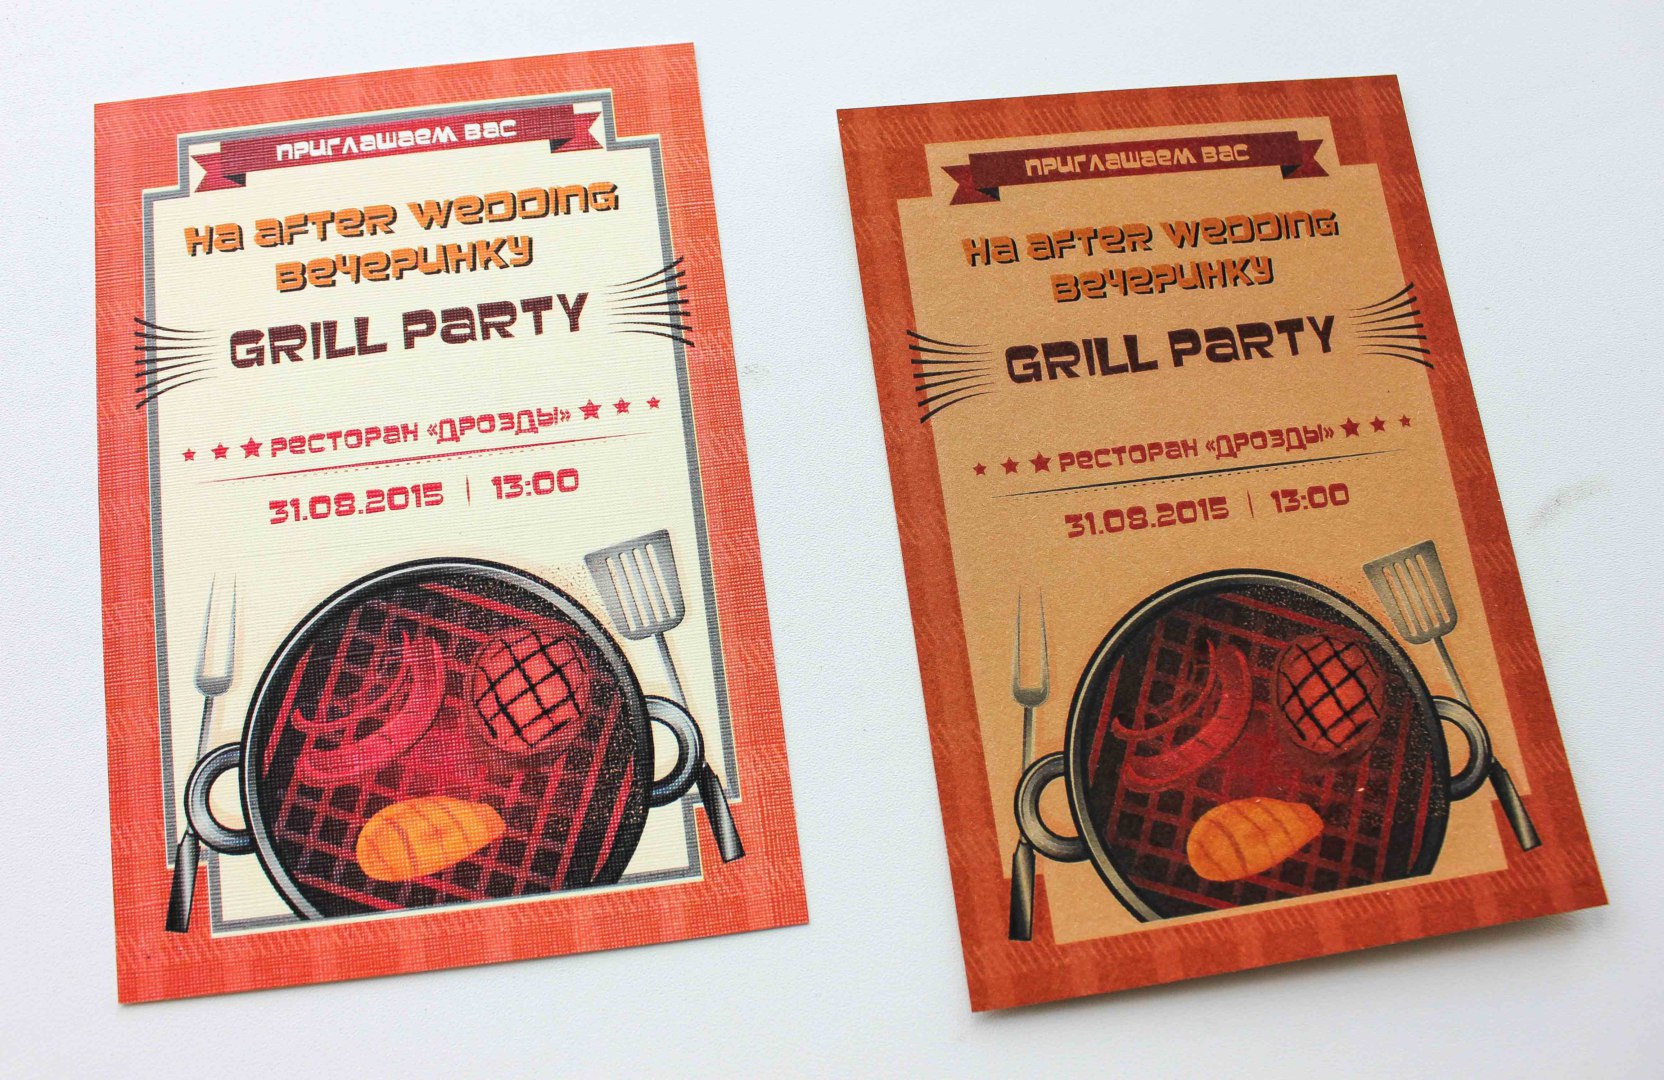 приглашаем вас
на after wedding
вечеринку
GRILL PARTY
ресторан «Дрозды»
31.08.2015 | 13:00
приглашаем вас
на after wedding
вечеринку
GRILL PARTY
ресторан «Дрозды»
31.08.2015 | 13:00